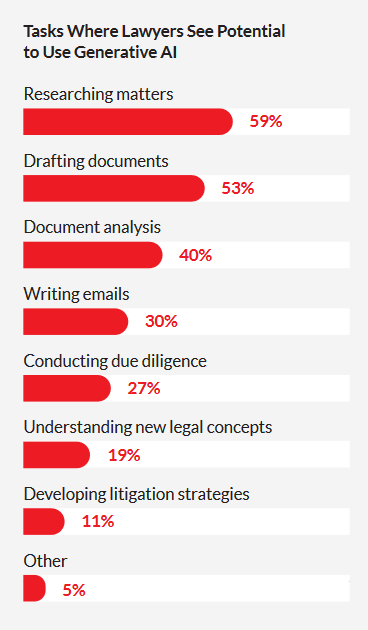 Tasks Where Lawyers See Potential
to Use Generative AI
Researching matters
59%
Drafting documents
53%
Document analysis
40%
Writing emails
30%
Conducting due diligence
27%
Understanding new legal concepts
19%
Developing litigation strategies
11%
Other
5%